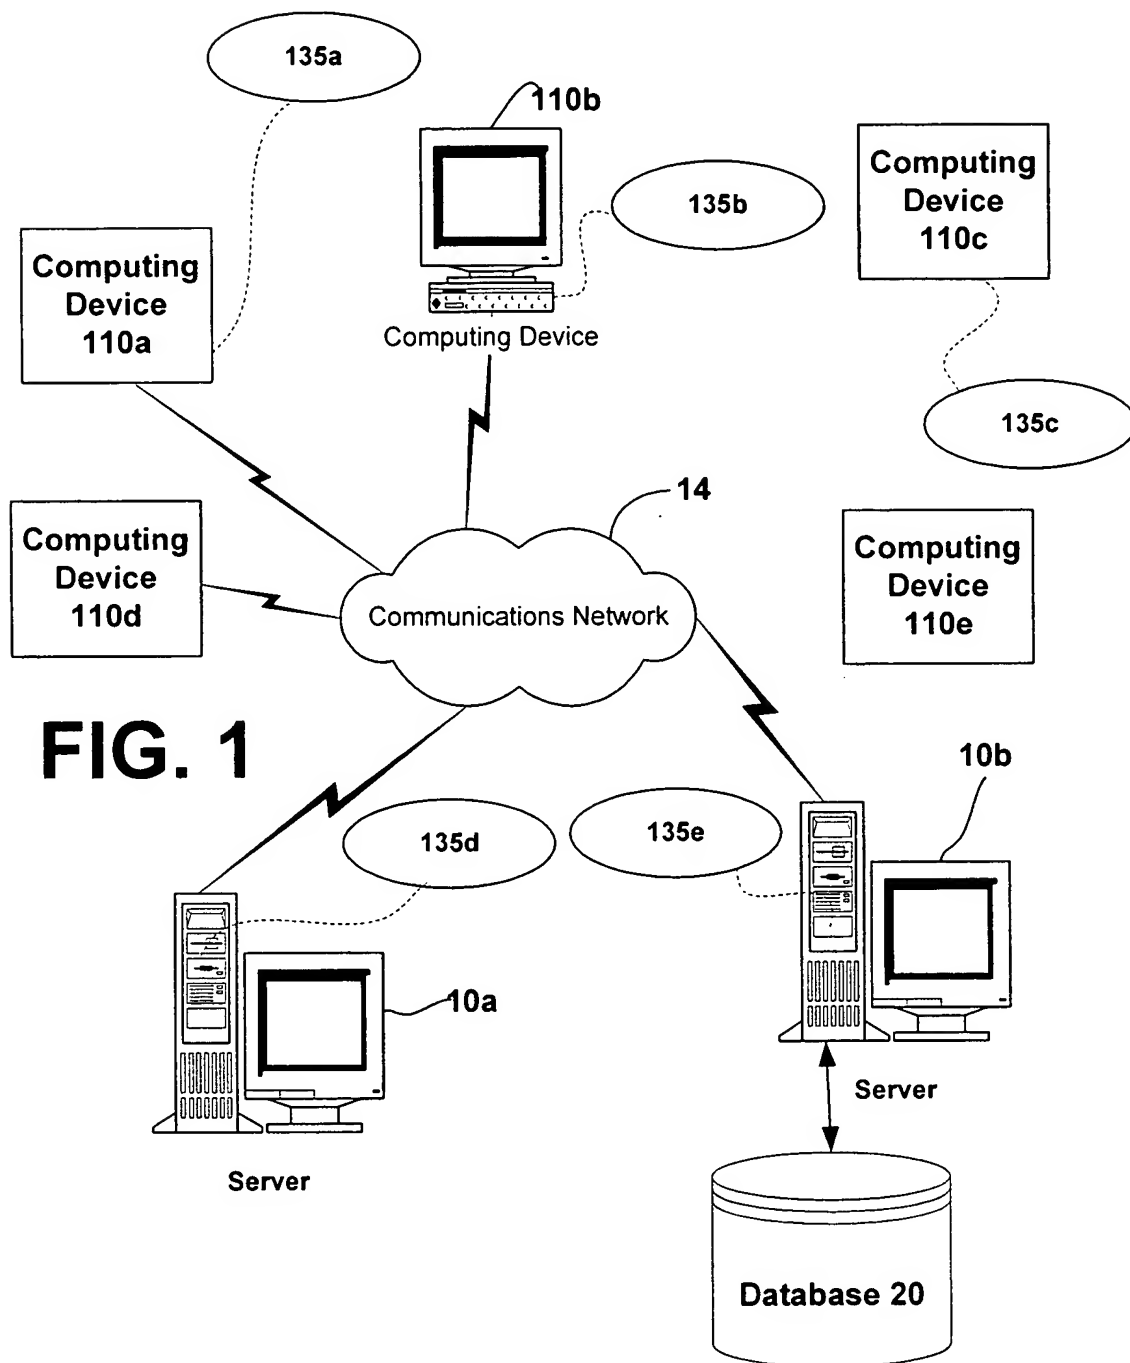 135a
110b
Computing
Device
110c
135b
Computing
Device
110a
Computing Device
135c
14
Computing
Device
110d
Computing
Device
110e
Communications Network
FIG. 1
10b
135d
135e
10a
Server
Server
Database 20